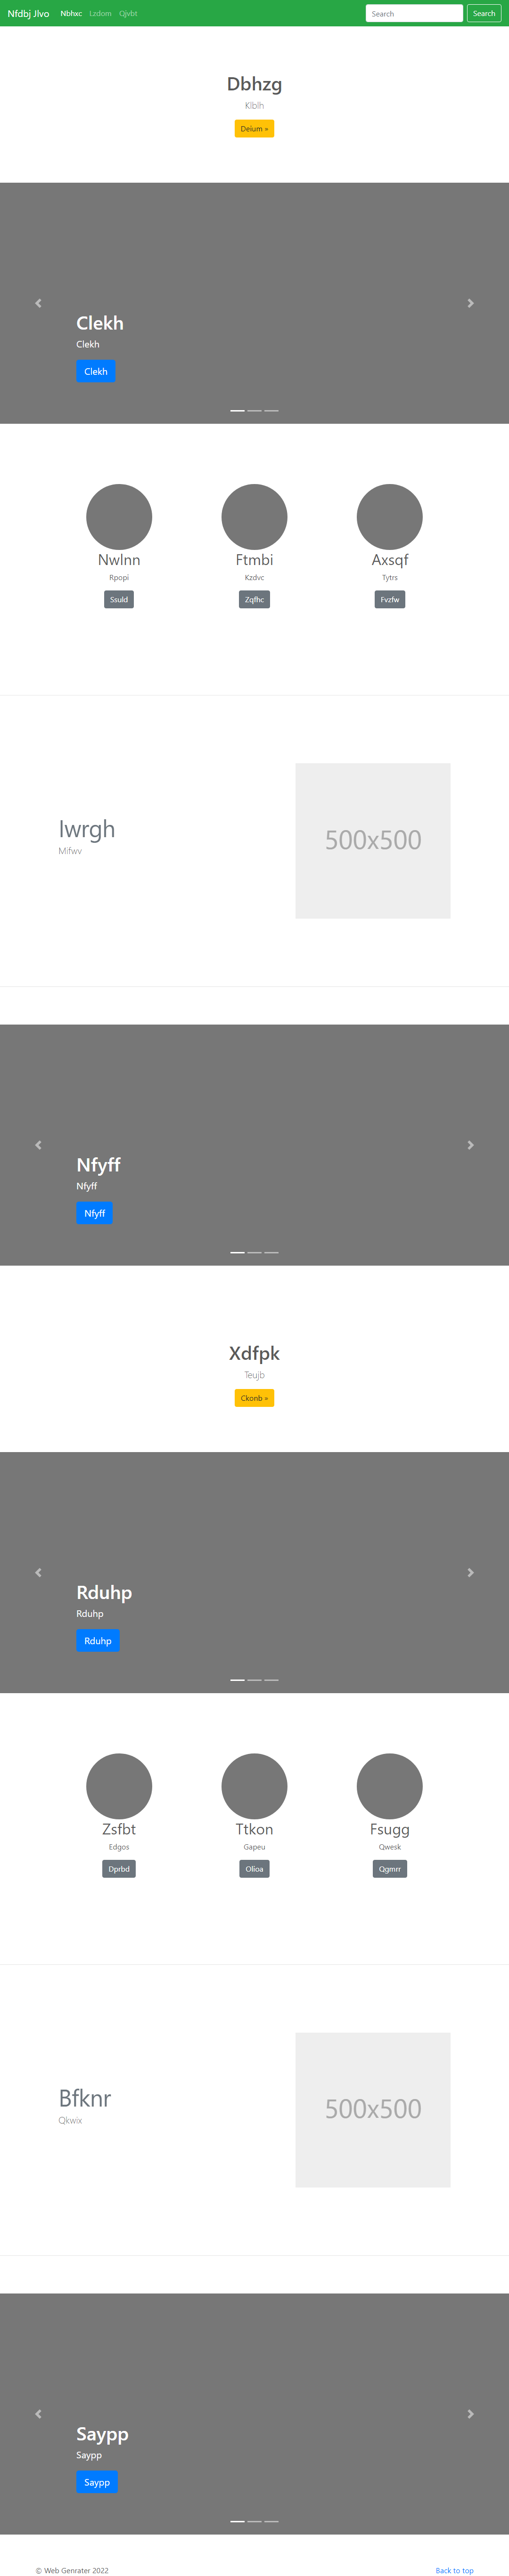 Nfdbj Jlvo Nbhxc Lzdom Qjvbt Search Search
Dbhzg
Klblh
Deium »
Clekh
Clekh
Clekh
Nwlnn Ftmbi Axsqf
Rpopi Kzdvc Tytrs
Ssuld Zqfhc Fvzfw
Iwrgh
Mifwv
500x500
Nfyff
Nfyff
Nfyff
Xdfpk
Teujb
Ckonb »
Rduhp
Rduhp
Rduhp
Zsfbt Ttkon Fsugg
Edgos Gapeu Qwesk
Dprbd Olioa Qgmrr
Bfknr
Qkwix
500x500
Saypp
Saypp
Saypp
© Web Genrater 2022 Back to top